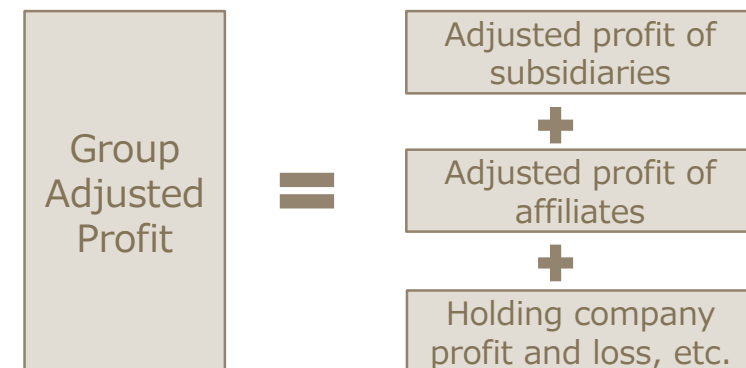 Group
Adjusted
Profit
=
Adjusted profit of
subsidiaries
+
Adjusted profit of
affiliates
+
Holding company
profit and loss, etc.